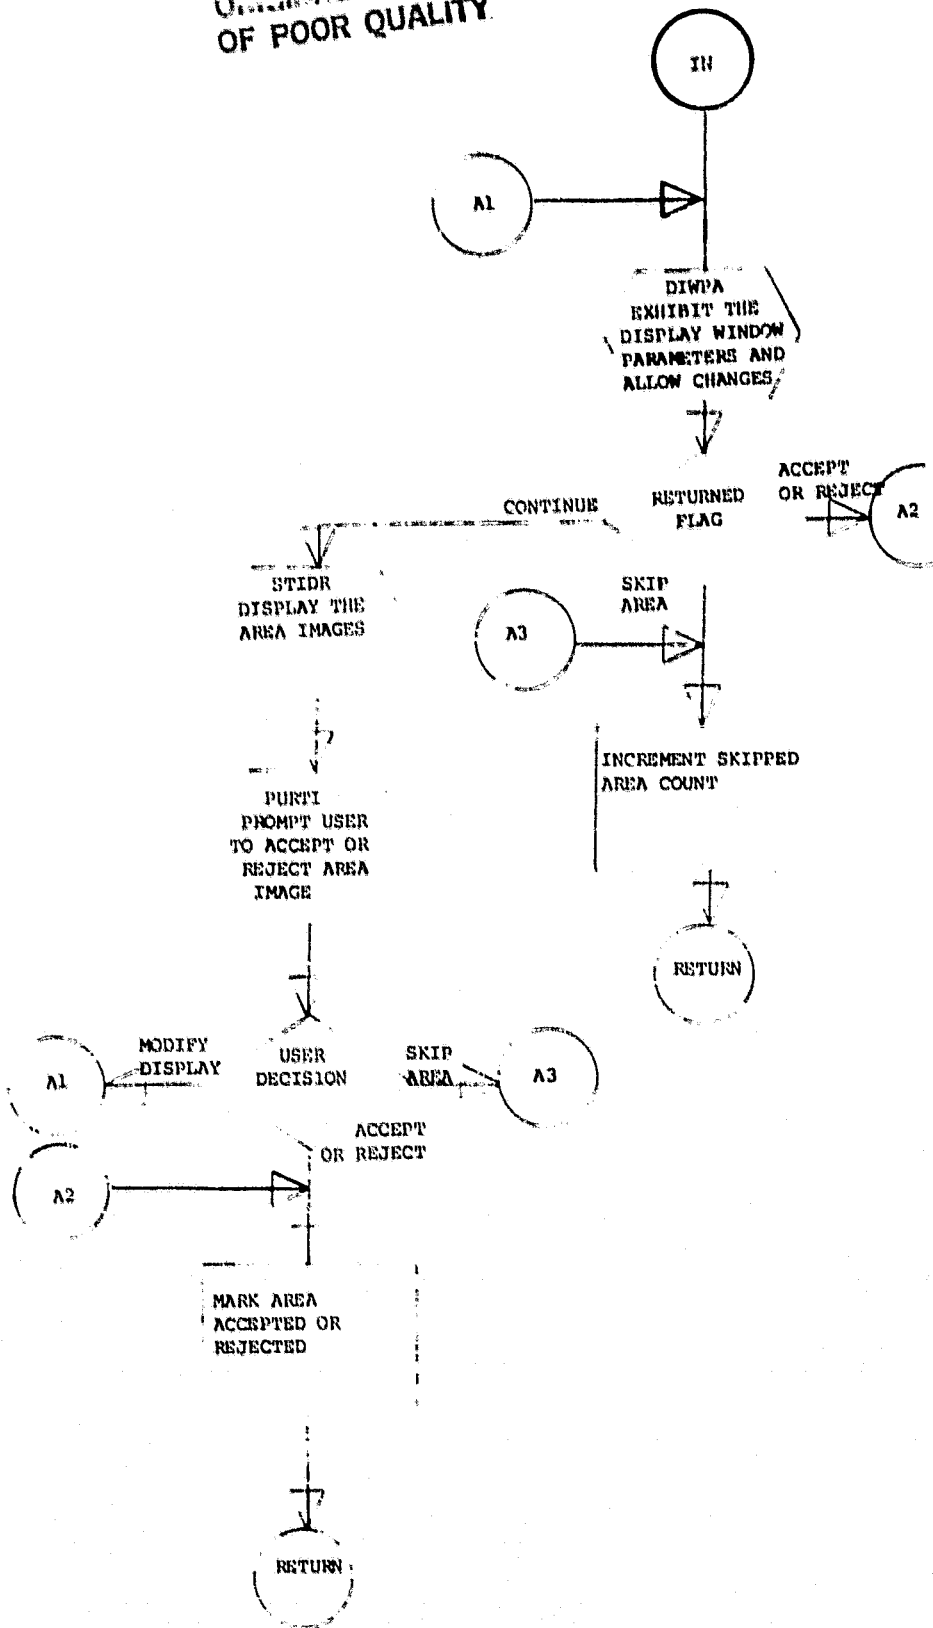 OF POOR QUALITY
IN
A1
DIWPA
EXHIBIT THE
DISPLAY WINDOW
PARAMETERS AND
ALLOW CHANGES
ACCEPT
OR REJECT
A2
RETURNED
FLAG
CONTINUE
STIDR
DISPLAY THE
AREA IMAGES
SKIP
AREA
A3
INCREMENT SKIPPED
AREA COUNT
RETURN
PURTI
PROMPT USER
TO ACCEPT OR
REJECT AREA
IMAGE
USER
DECISION
MODIFY
DISPLAY
A1
SKIP
AREA
A3
ACCEPT
OR REJECT
A2
MARK AREA
ACCEPTED OR
REJECTED
RETURN